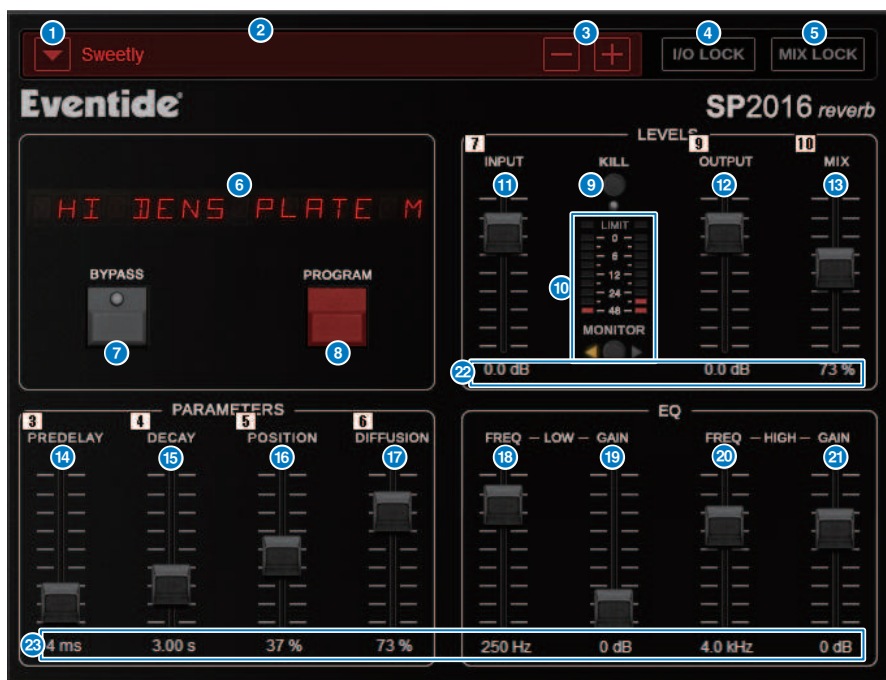 1 2 3 4 5
Sweetly − + I/O LOCK MIX LOCK
Eventide® SP2016 reverb
LEVELS
7 9 10
INPUT KILL OUTPUT MIX
6 11 9 12 13
HI DENS PLATE M
LIMIT
0
6
12
24
48
10
BYPASS PROGRAM
MONITOR
7 8
22 0.0 dB 0.0 dB 73 %
PARAMETERS EQ
3 4 5 6
PREDELAY DECAY POSITION DIFFUSION FREQ – LOW – GAIN FREQ – HIGH – GAIN
14 15 16 17 18 19 20 21
23 4 ms 3.00 s 37 % 73 % 250 Hz 0 dB 4.0 kHz 0 dB